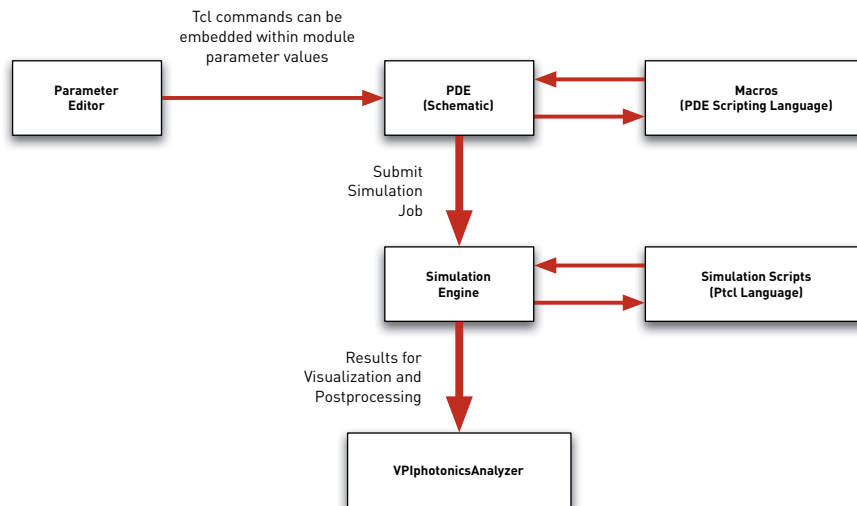 Tcl commands can be
embedded within module
parameter values
Parameter
Editor
PDE
(Schematic)
Macros
(PDE Scripting Language)
Submit
Simulation
Job
Simulation
Engine
Simulation Scripts
(Ptcl Language)
Results for
Visualization and
Postprocessing
VPIphotonicsAnalyzer